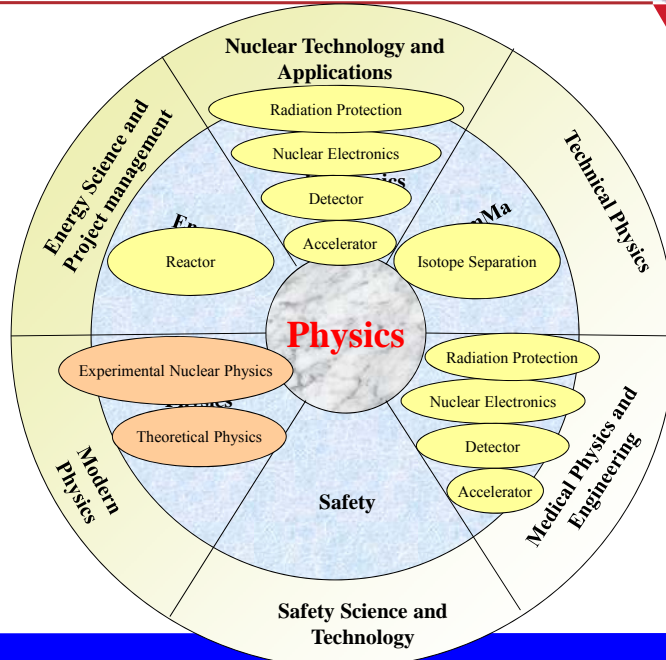 Nuclear Technology and
Applications
Radiation Protection
Nuclear Electronics
Detector
Accelerator
Energy Science and
Project management
Reactor
Technical Physics
Isotope Separation
Physics
Experimental Nuclear Physics
Theoretical Physics
Modern
Physics
Radiation Protection
Nuclear Electronics
Detector
Accelerator
Medical Physics and
Engineering
Safety
Safety Science and
Technology